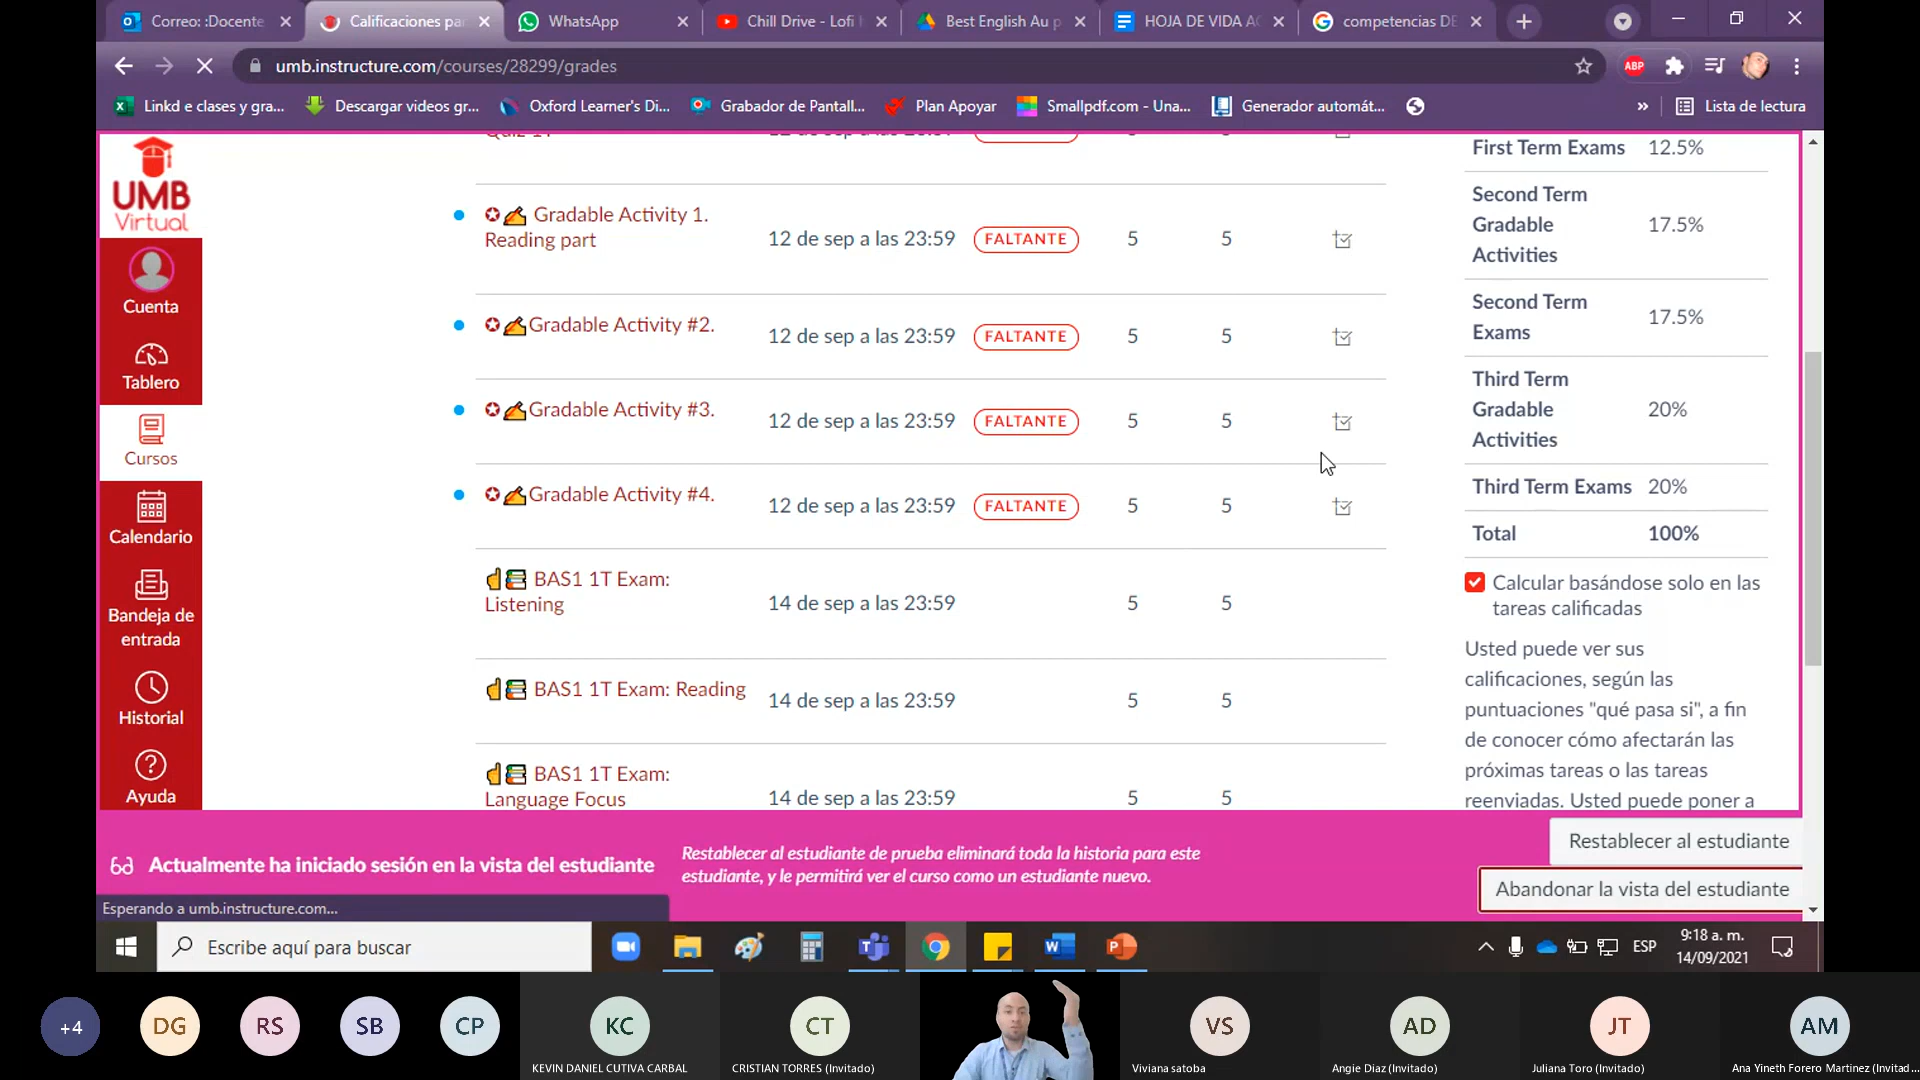 Correo: :Docente
Calificaciones pa
WhatsApp
Chill Drive - Lofi
Best English Au p
HOJA DE VIDA AC
competencias DE
umb.instructure.com/courses/28299/grades
ABP
Linkd e clases y gra...
Descargar videos gr...
Oxford Learner's Di...
Grabador de Pantall...
Plan Apoyar
Smallpdf.com - Una...
Generador automát...
»
Lista de lectura
UMB
Virtual
Cuenta
Tablero
Cursos
Calendario
Bandeja de
entrada
Historial
Ayuda
Gradable Activity 1.
Reading part
12 de sep a las 23:59
FALTANTE
5
5
Gradable Activity #2.
12 de sep a las 23:59
FALTANTE
5
5
Gradable Activity #3.
12 de sep a las 23:59
FALTANTE
5
5
Gradable Activity #4.
12 de sep a las 23:59
FALTANTE
5
5
BAS1 1T Exam:
Listening
14 de sep a las 23:59
5
5
BAS1 1T Exam: Reading
14 de sep a las 23:59
5
5
BAS1 1T Exam:
Language Focus
14 de sep a las 23:59
5
5
First Term Exams 12.5%
Second Term
Gradable
Activities
17.5%
Second Term
Exams
17.5%
Third Term
Gradable
Activities
20%
Third Term Exams 20%
Total 100%
Calcular basándose solo en las
tareas calificadas
Usted puede ver sus
calificaciones, según las
puntuaciones "qué pasa si", a fin
de conocer cómo afectarán las
próximas tareas o las tareas
reenviadas. Usted puede poner a
Actualmente ha iniciado sesión en la vista del estudiante
Restablecer al estudiante de prueba eliminará toda la historia para este
estudiante, y le permitirá ver el curso como un estudiante nuevo.
Restablecer al estudiante
Abandonar la vista del estudiante
Esperando a umb.instructure.com...
Escribe aquí para buscar
ESP
9:18 a. m.
14/09/2021
+4
DG
RS
SB
CP
KC
KEVIN DANIEL CUTIVA CARBAL
CT
CRISTIAN TORRES (Invitado)
VS
Viviana satoba
AD
Angie Diaz (Invitado)
JT
Juliana Toro (Invitado)
AM
Ana Yineth Forero Martinez (Invitad...